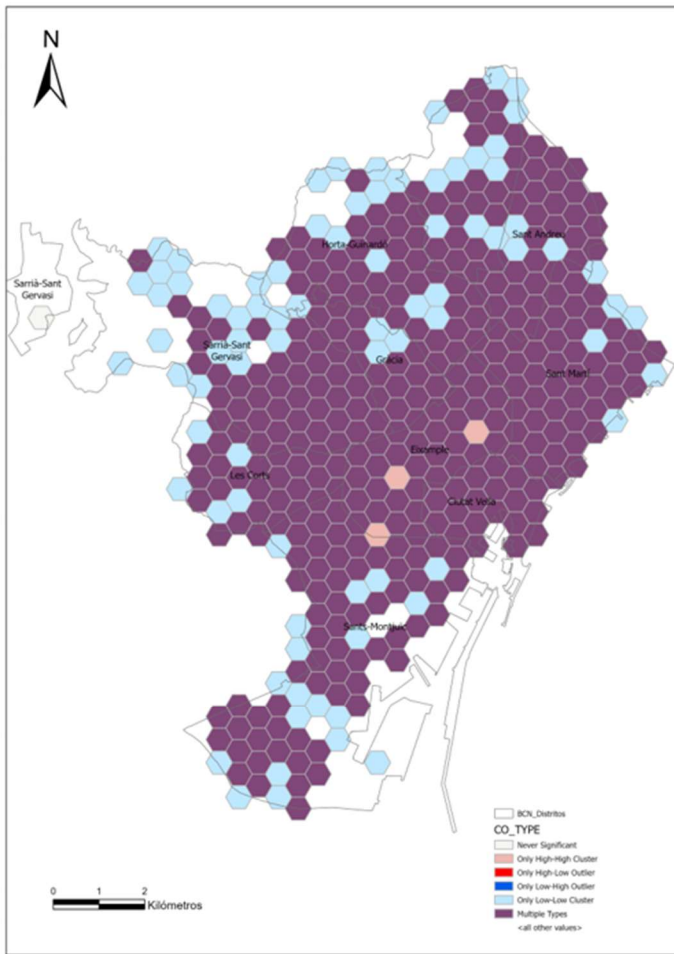 N
Horta-Guinardó
Sant Andreu
Sarrià-Sant
Gervasi
Sarrià-Sant
Gervasi
Gràcia
Sant Martí
Eixample
Les Corts
Ciutat Vella
Sants-Montjuïc
BCN_Distritos
CO_TYPE
Never Significant
Only High-High Cluster
Only High-Low Outlier
Only Low-High Outlier
Only Low-Low Cluster
Multiple Types
<all other values>
0 1 2
Kilómetros